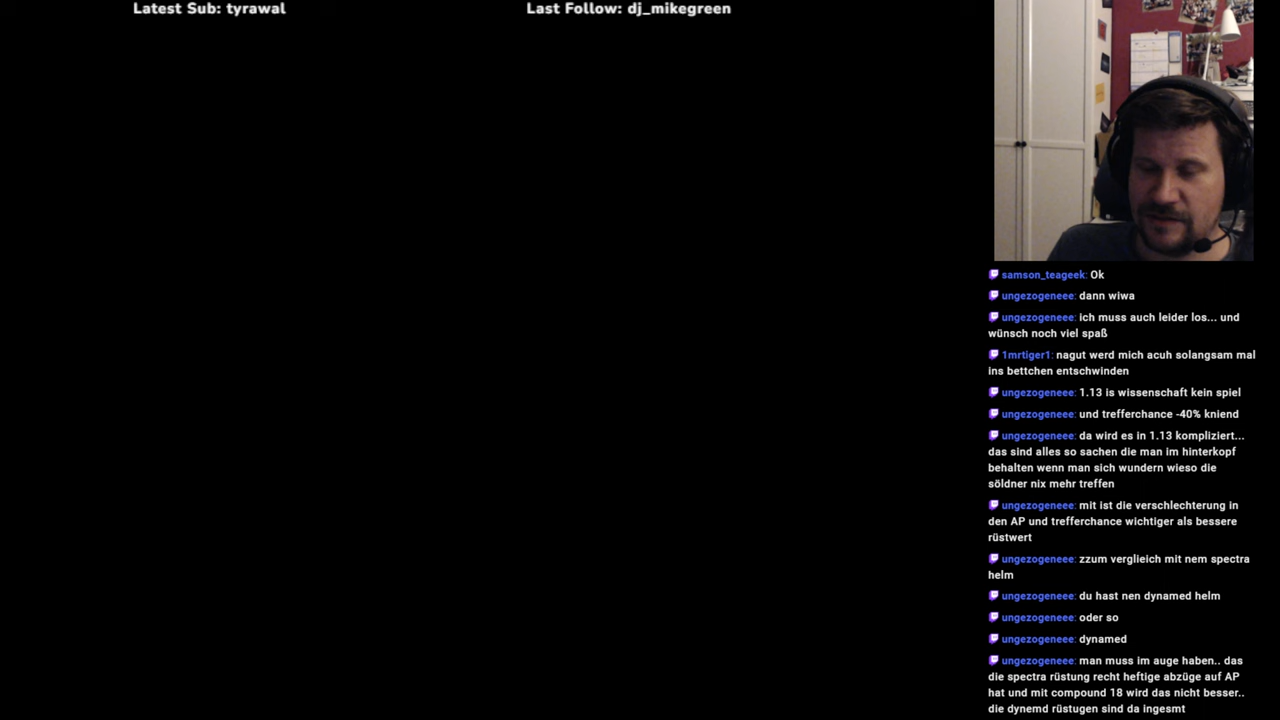 Latest Sub: tyrawal
Last Follow: dj_mikegreen
samson_teageek: Ok
ungezogeneee: dann wiwa
ungezogeneee: ich muss auch leider los... und
wünsch noch viel spaß
1mrtiger1: nagut werd mich acuh solangsam mal
ins bettchen entschwinden
ungezogeneee: 1.13 is wissenschaft kein spiel
ungezogeneee: und trefferchance -40% kniend
ungezogeneee: da wird es in 1.13 kompliziert...
das sind alles so sachen die man im hinterkopf
behalten wenn man sich wundern wieso die
söldner nix mehr treffen
ungezogeneee: mit ist die verschlechterung in
den AP und trefferchance wichtiger als bessere
rüstwert
ungezogeneee: zzum verglieich mit nem spectra
helm
ungezogeneee: du hast nen dynamed helm
ungezogeneee: oder so
ungezogeneee: dynamed
ungezogeneee: man muss im auge haben.. das
die spectra rüstung recht heftige abzüge auf AP
hat und mit compound 18 wird das nicht besser..
die dynemd rüstugen sind da ingesmt